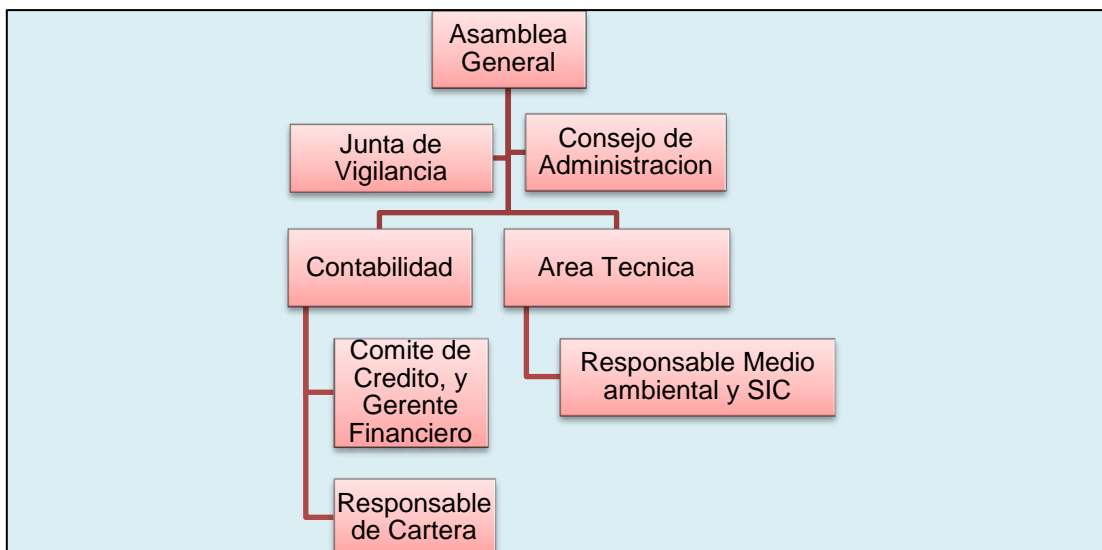 Asamblea
General
Junta de
Vigilancia
Consejo de
Administracion
Contabilidad
Area Tecnica
Comite de
Credito, y
Gerente
Financiero
Responsable Medio
ambiental y SIC
Responsable
de Cartera